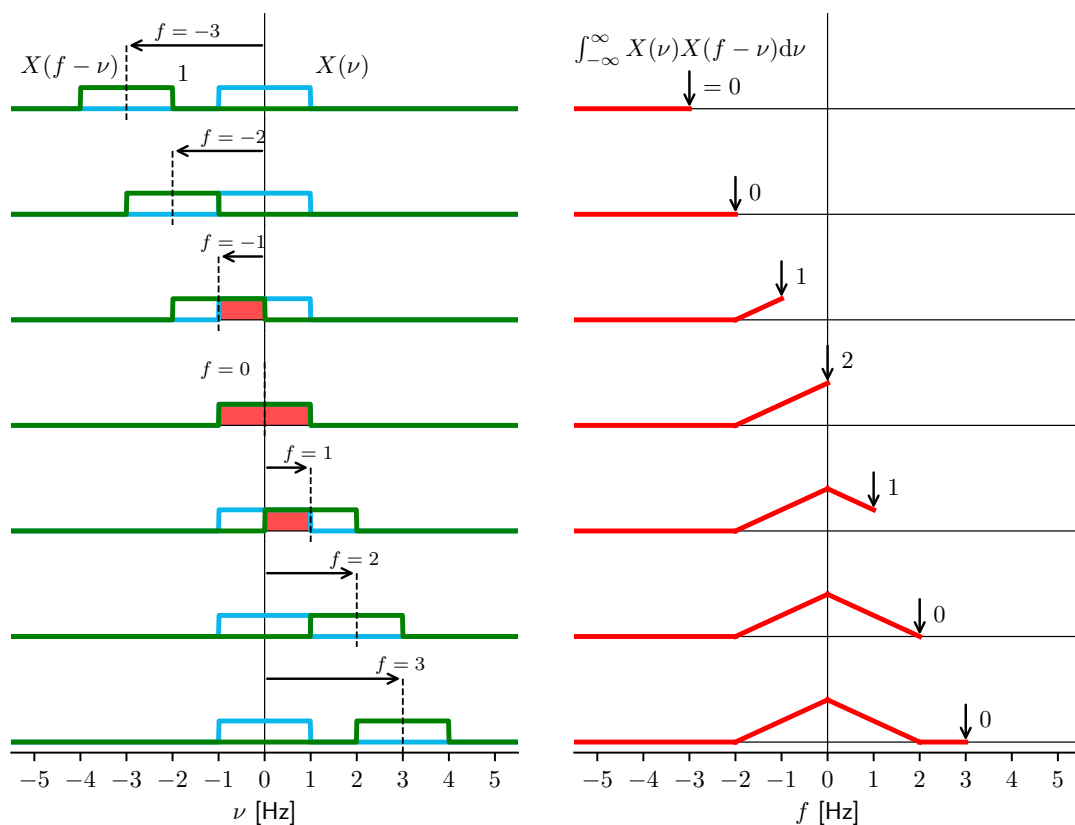 f = −3
X(f − ν) 1 X(ν)
f = −2
f = −1
f = 0
f = 1
f = 2
f = 3
−5 −4 −3 −2 −1 0 1 2 3 4 5
ν [Hz]
∫_{−∞}^{∞} X(ν)X(f − ν)dν
= 0
0
1
2
1
0
0
−5 −4 −3 −2 −1 0 1 2 3 4 5
f [Hz]